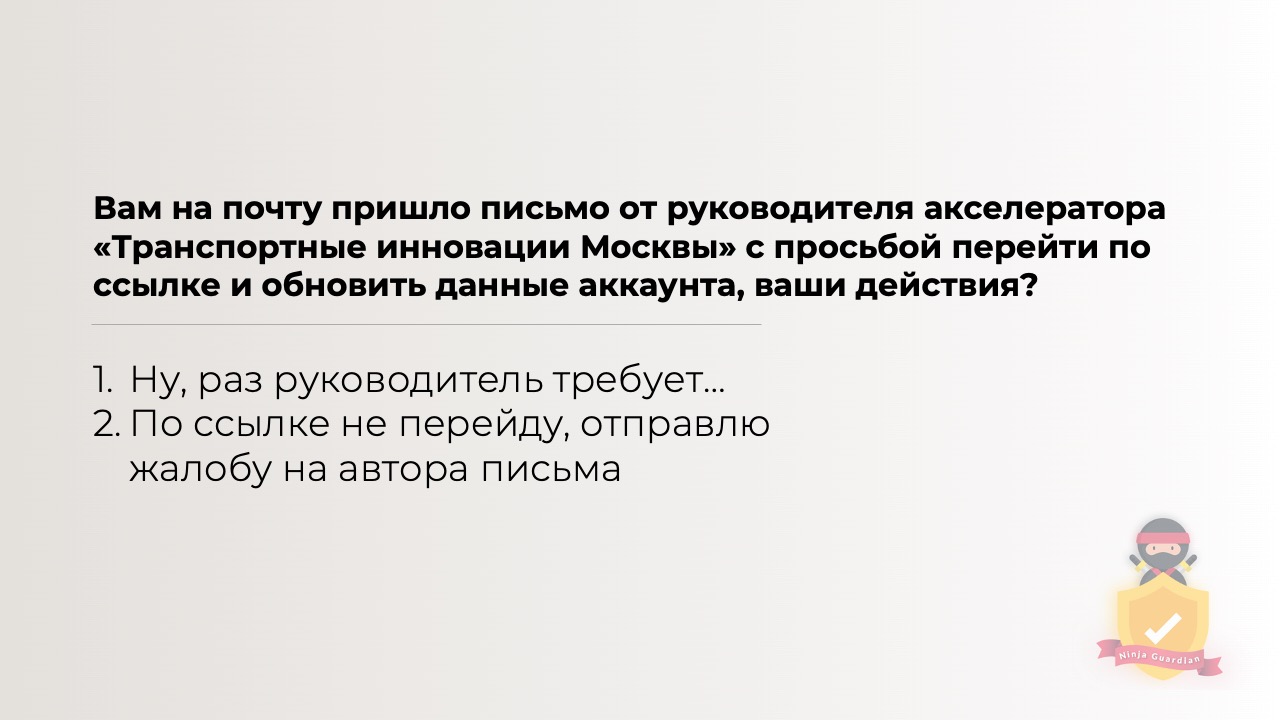 Вам на почту пришло письмо от руководителя акселератора
«Транспортные инновации Москвы» с просьбой перейти по
ссылке и обновить данные аккаунта, ваши действия?
1. Ну, раз руководитель требует...
2. По ссылке не перейду, отправлю
жалобу на автора письма
Ninja Guardian